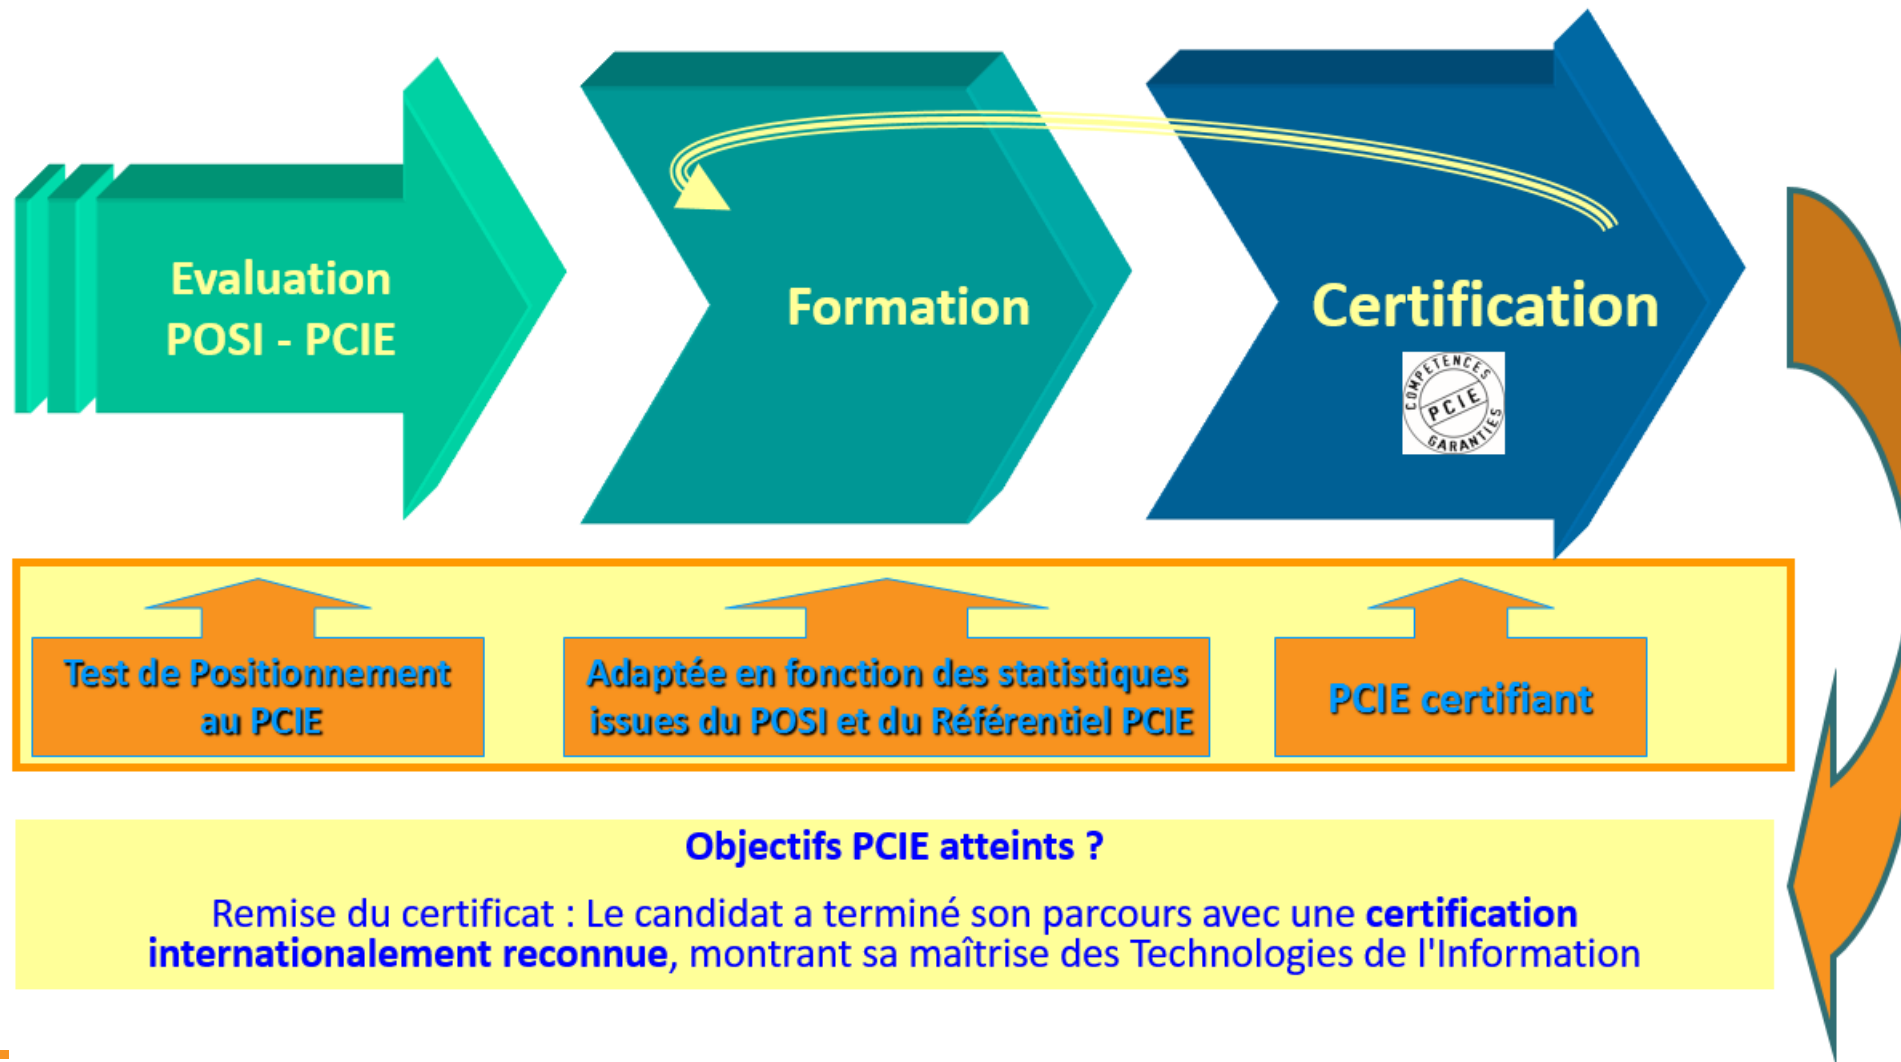 Evaluation
POSI - PCIE
Formation
Certification
COMPETENCES
PCIE
GARANTIES
Test de Positionnement
au PCIE
Adaptée en fonction des statistiques
issues du POSI et du Référentiel PCIE
PCIE certifiant
Objectifs PCIE atteints ?
Remise du certificat : Le candidat a terminé son parcours avec une certification
internationalement reconnue, montrant sa maîtrise des Technologies de l'Information